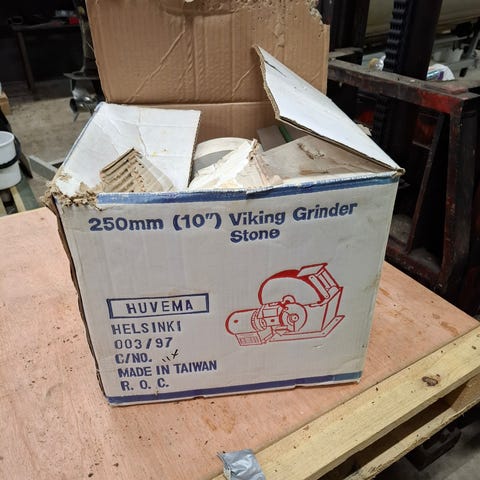 250mm (10") Viking Grinder
Stone
HUVEMA
HELSINKI
003/97
C/NO.
MADE IN TAIWAN
R. O. C.